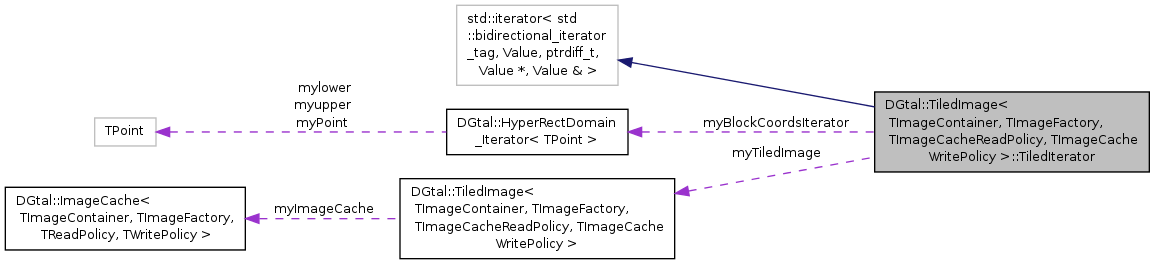 std::iterator< std
::bidirectional_iterator
_tag, Value, ptrdiff_t,
Value *, Value & >
mylower
myupper
myPoint
TPoint
DGtal::HyperRectDomain
_Iterator< TPoint >
myBlockCoordsIterator
DGtal::TiledImage<
TImageContainer, TImageFactory,
TImageCacheReadPolicy, TImageCache
WritePolicy >::TiledIterator
myTiledImage
DGtal::ImageCache<
TImageContainer, TImageFactory,
TReadPolicy, TWritePolicy >
myImageCache
DGtal::TiledImage<
TImageContainer, TImageFactory,
TImageCacheReadPolicy, TImageCache
WritePolicy >